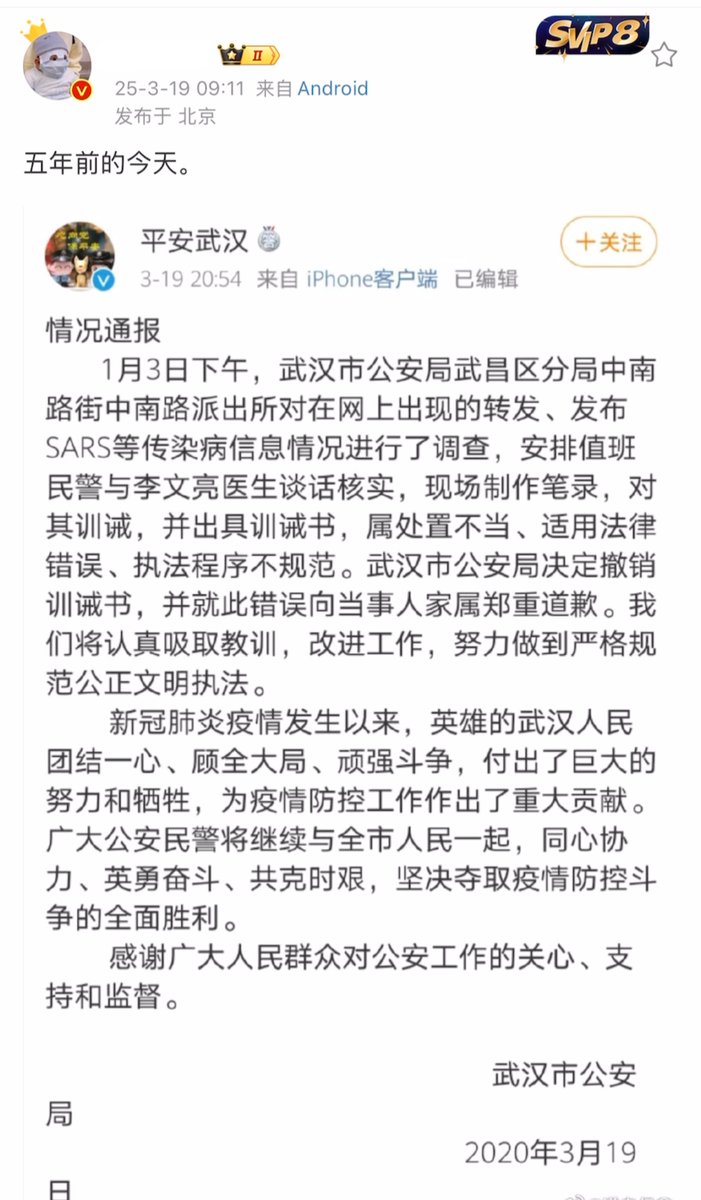 SVIP8
II
25-3-19 09:11 来自 Android
发布于 北京
五年前的今天。
平安武汉
+关注
3-19 20:54 来自 iPhone客户端 已编辑
情况通报
1月3日下午，武汉市公安局武昌区分局中南
路街中南路派出所对在网上出现的转发、发布
SARS等传染病信息情况进行了调查，安排值班
民警与李文亮医生谈话核实，现场制作笔录，对
其训诫，并出具训诫书，属处置不当、适用法律
错误、执法程序不规范。武汉市公安局决定撤销
训诫书，并就此错误向当事人家属郑重道歉。我
们将认真吸取教训，改进工作，努力做到严格规
范公正文明执法。
新冠肺炎疫情发生以来，英雄的武汉人民
团结一心、顾全大局、顽强斗争，付出了巨大的
努力和牺牲，为疫情防控工作作出了重大贡献。
广大公安民警将继续与全市人民一起，同心协
力、英勇奋斗、共克时艰，坚决夺取疫情防控斗
争的全面胜利。
感谢广大人民群众对公安工作的关心、支
持和监督。
武汉市公安
局
2020年3月19
日